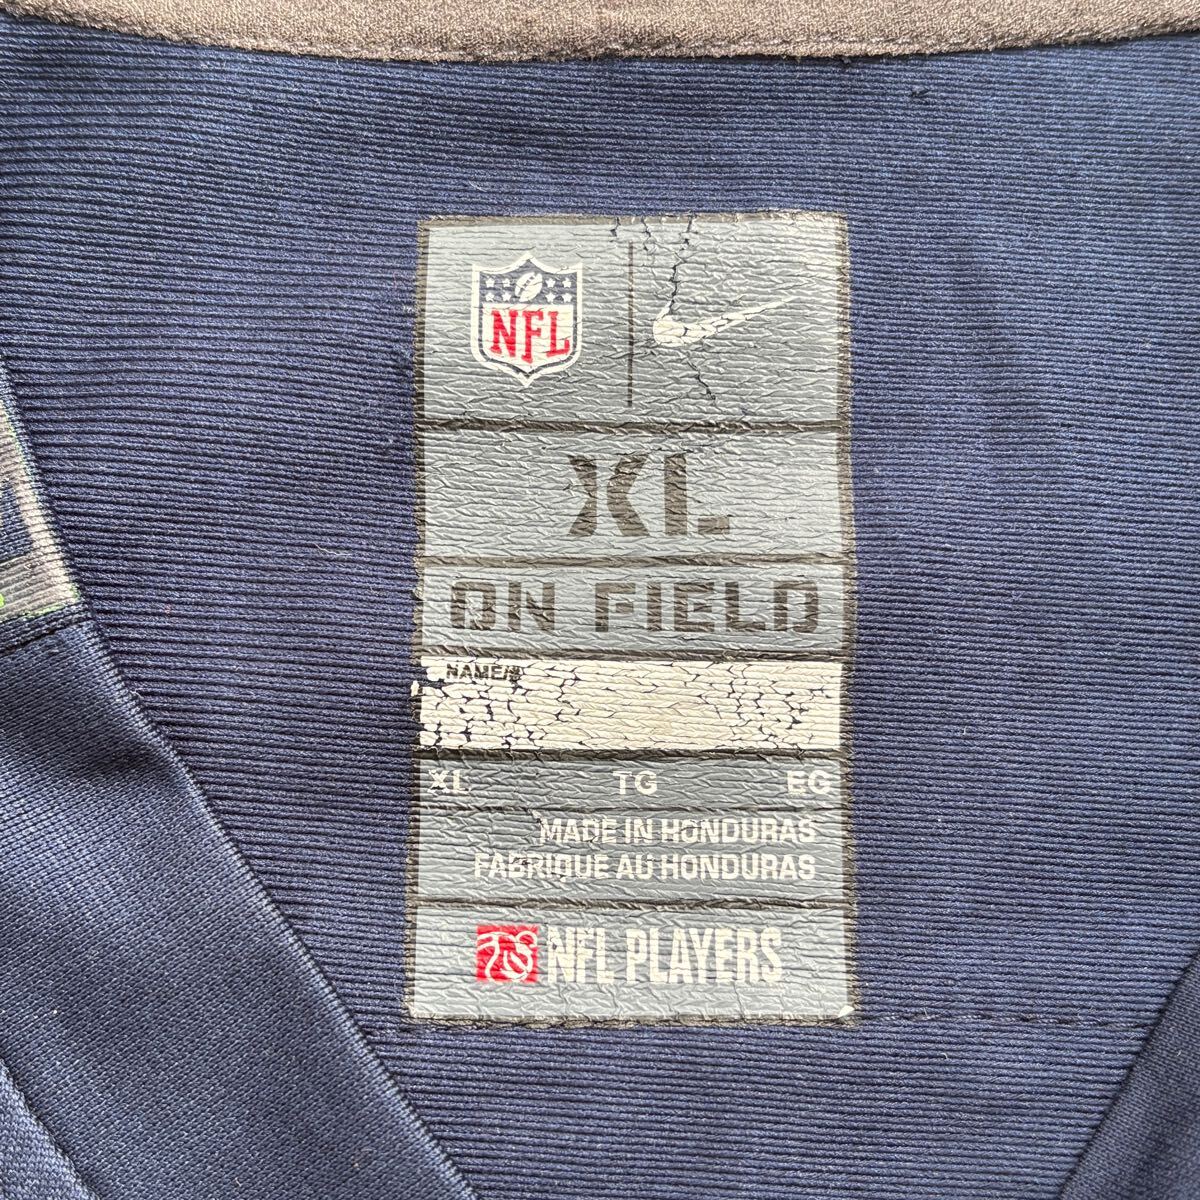 NFL
XL
ON FIELD
NAME/#
XL TG EG
MADE IN HONDURAS
FABRIQUE AU HONDURAS
NFL PLAYERS